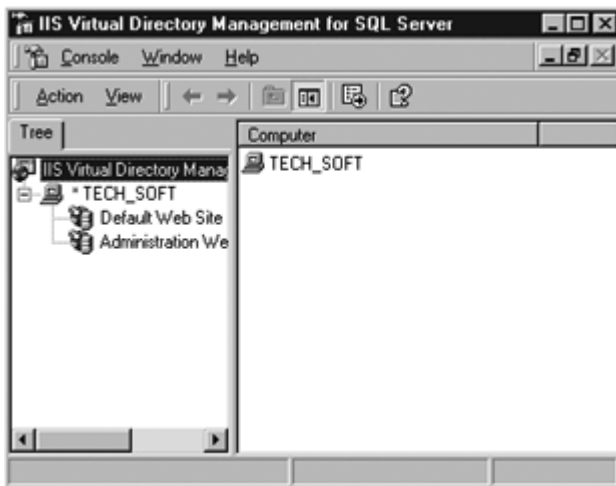 IIS Virtual Directory Management for SQL Server
Console Window Help
Action View
Tree
Computer
IIS Virtual Directory Manag
TECH_SOFT
* TECH_SOFT
Default Web Site
Administration We